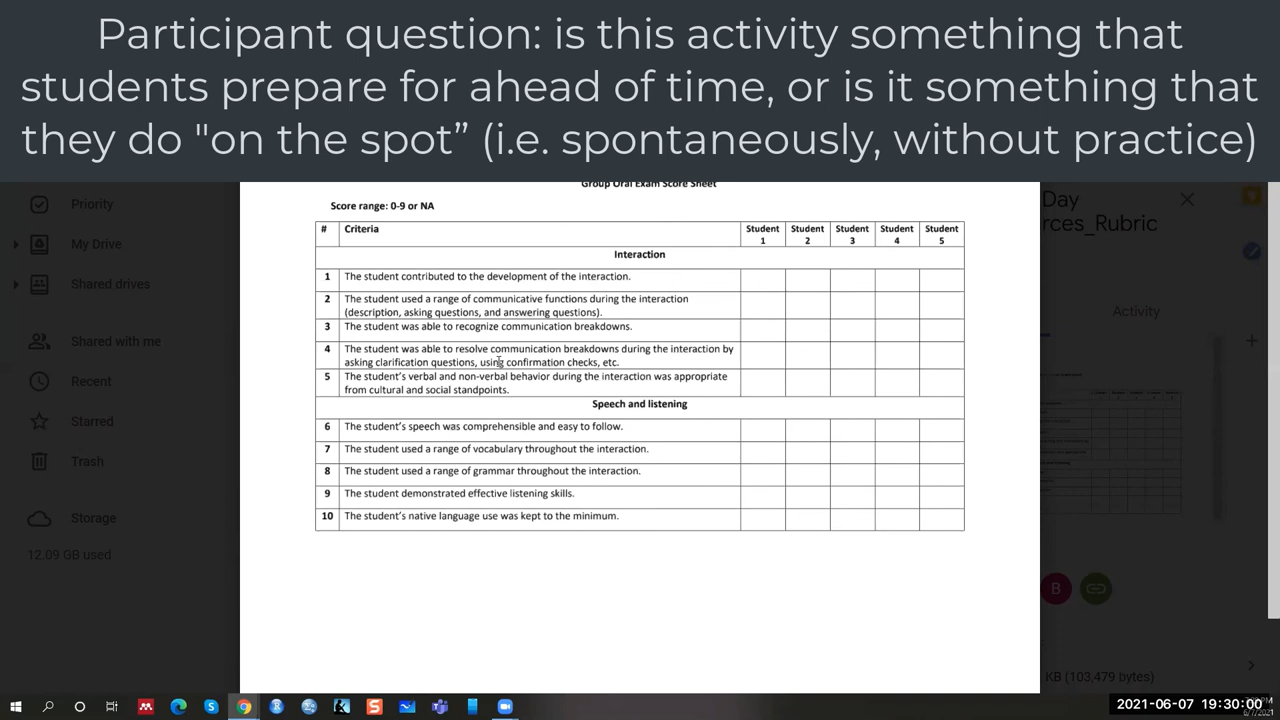 Participant question: is this activity something that
students prepare for ahead of time, or is it something that
they do "on the spot” (i.e. spontaneously, without practice)
Group Oral Exam Score Sheet
Score range: 0-9 or NA
# Criteria Student 1 Student 2 Student 3 Student 4 Student 5
Interaction
1 The student contributed to the development of the interaction.
2 The student used a range of communicative functions during the interaction
(description, asking questions, and answering questions).
3 The student was able to recognize communication breakdowns.
4 The student was able to resolve communication breakdowns during the interaction by
asking clarification questions, using confirmation checks, etc.
5 The student's verbal and non-verbal behavior during the interaction was appropriate
from cultural and social standpoints.
Speech and listening
6 The student's speech was comprehensible and easy to follow.
7 The student used a range of vocabulary throughout the interaction.
8 The student used a range of grammar throughout the interaction.
9 The student demonstrated effective listening skills.
10 The student's native language use was kept to the minimum.
Priority
My Drive
Shared drives
Shared with me
Recent
Starred
Trash
Storage
12.09 GB used
Day
rces_Rubric
Activity
B
KB (103,479 bytes)
2021-06-07 19:30:00